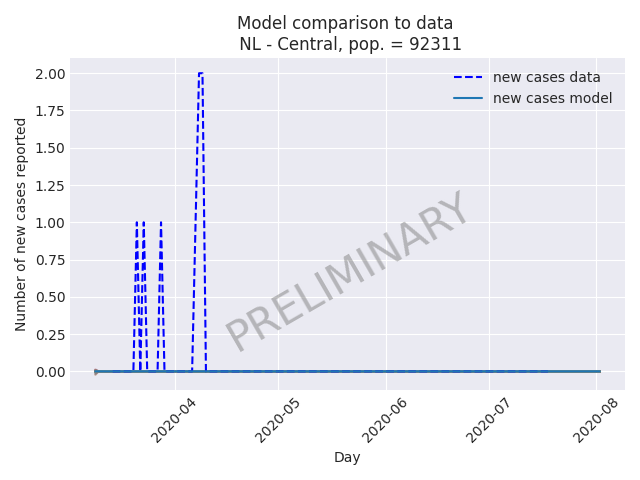 Model comparison to data
NL - Central, pop. = 92311
new cases data
new cases model
Number of new cases reported
2.00
1.75
1.50
1.25
1.00
0.75
0.50
0.25
0.00
PRELIMINARY
2020-04
2020-05
2020-06
2020-07
2020-08
Day